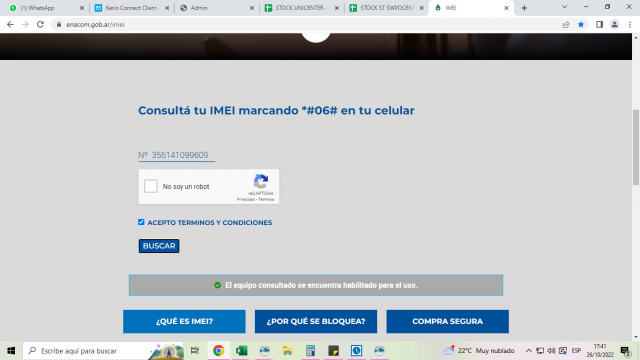 (1) WhatsApp
Kerio Connect Client -
Admin
STOCK UNICENTER -
STOCK ST SWPOCENT
IMEI
enacom.gob.ar/imei
Consultá tu IMEI marcando *#06# en tu celular
Nº 356141099609
No soy un robot
reCAPTCHA
Privacidad - Términos
ACEPTO TERMINOS Y CONDICIONES
BUSCAR
El equipo consultado se encuentra habilitado para el uso.
¿QUÉ ES IMEI?
¿POR QUÉ SE BLOQUEA?
COMPRA SEGURA
Escribe aquí para buscar
22°C Muy nublado
ESP
17:41
26/10/2022